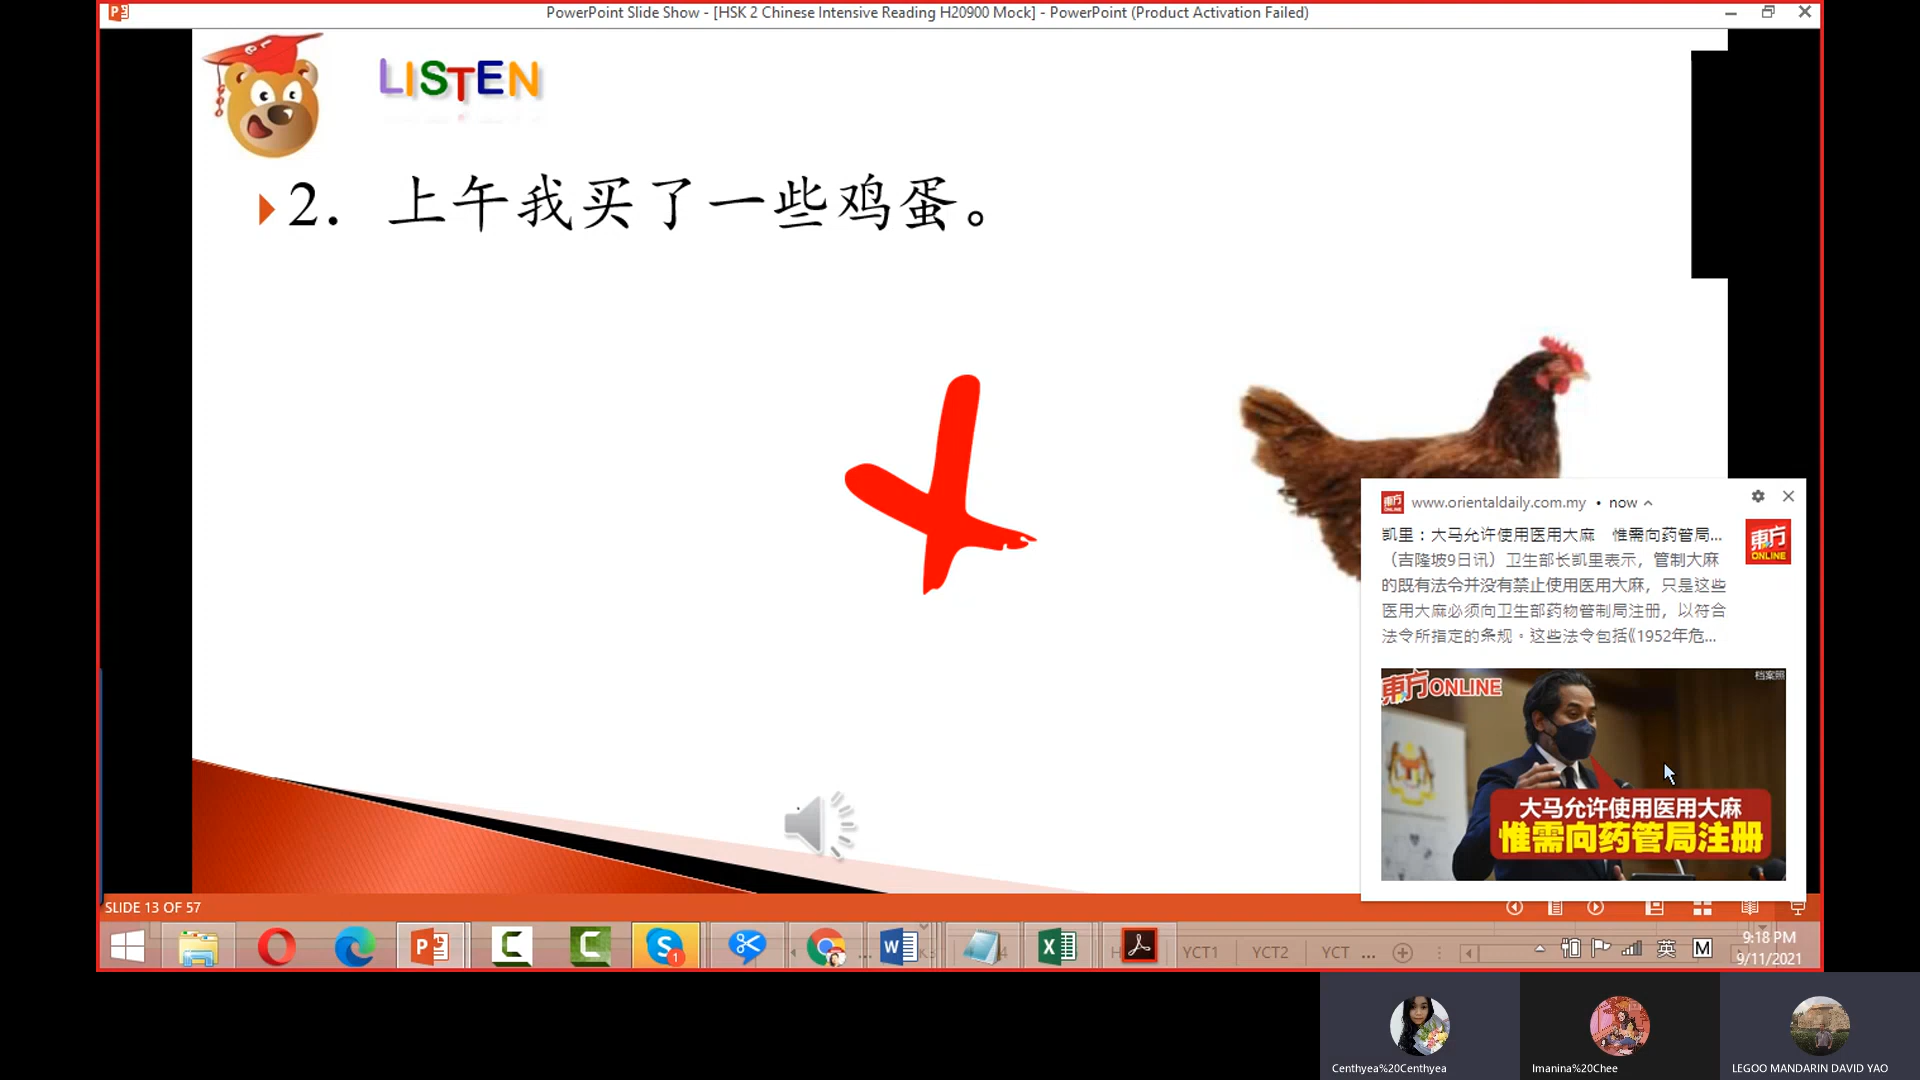 PowerPoint Slide Show - [HSK 2 Chinese Intensive Reading H20900 Mock] - PowerPoint (Product Activation Failed)
LISTEN
2. 上午我买了一些鸡蛋。
www.orientaldaily.com.my • now
凯里：大马允许使用医用大麻 惟需向药管局...
（吉隆坡9日讯）卫生部长凯里表示，管制大麻
的既有法令并没有禁止使用医用大麻，只是这些
医用大麻必须向卫生部药物管制局注册，以符合
法令所指定的条规。这些法令包括《1952年危...
東方 ONLINE
東方ONLINE
档案照
大马允许使用医用大麻
惟需向药管局注册
SLIDE 13 OF 57
1
YCT1
YCT2
YCT ...
英
M
9:18 PM
9/11/2021
Centhyea%20Centhyea
Imanina%20Chee
LEGOO MANDARIN DAVID YAO